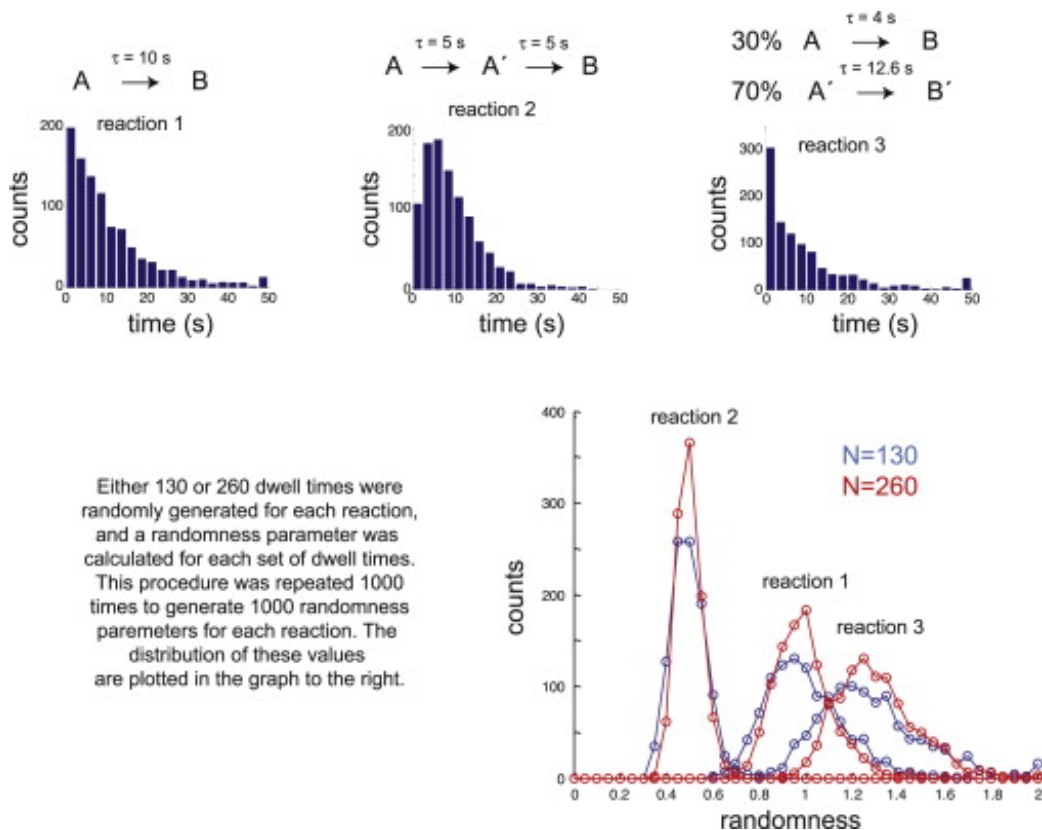 τ = 10 s
A → B
reaction 1
200
100
0
counts
0 10 20 30 40 50
time (s)
τ = 5 s τ = 5 s
A → A´ → B
reaction 2
200
100
0
counts
0 10 20 30 40 50
time (s)
τ = 4 s
30% A → B
τ = 12.6 s
70% A´ → B´
reaction 3
300
200
100
0
counts
0 10 20 30 40 50
time (s)
Either 130 or 260 dwell times were
randomly generated for each reaction,
and a randomness parameter was
calculated for each set of dwell times.
This procedure was repeated 1000
times to generate 1000 randomness
paremeters for each reaction. The
distribution of these values
are plotted in the graph to the right.
reaction 2
N=130
N=260
reaction 1
reaction 3
400
300
200
100
0
counts
0 0.2 0.4 0.6 0.8 1 1.2 1.4 1.6 1.8 2
randomness